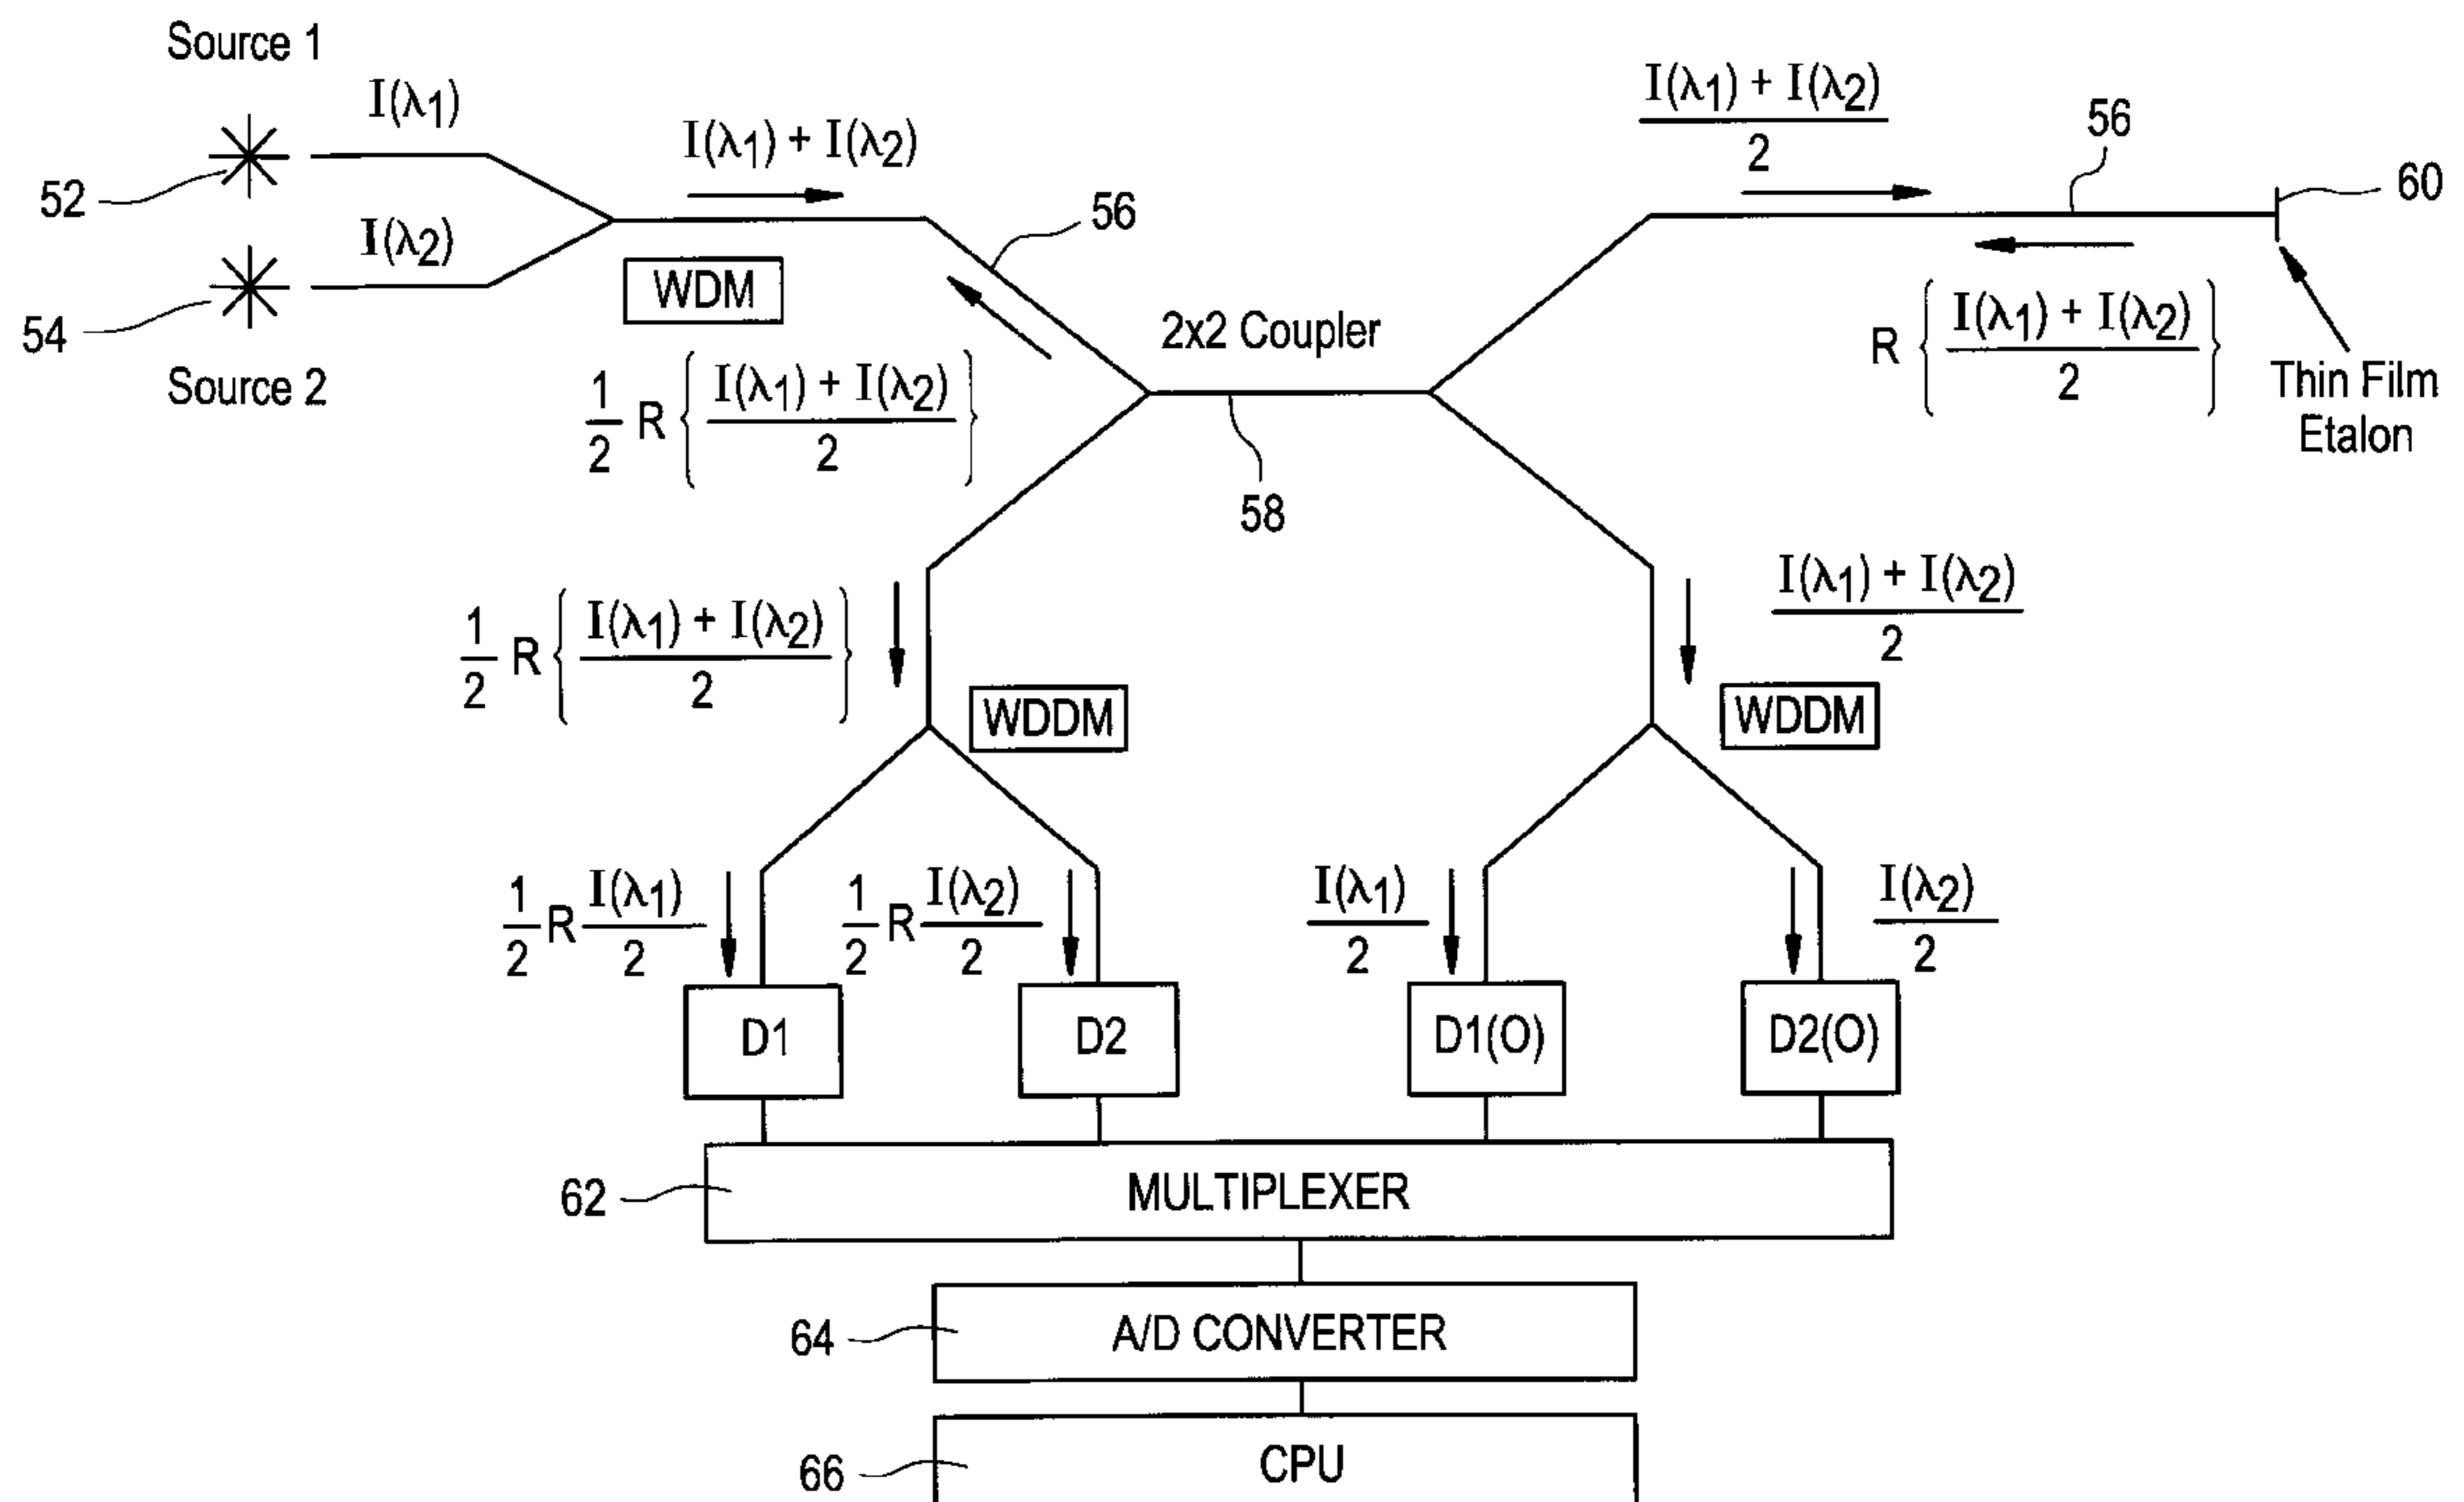 Source 1
I(λ1)
52
I(λ2)
54
Source 2
I(λ1) + I(λ2)
WDM
56
1/2 R { I(λ1) + I(λ2) / 2 }
2x2 Coupler
58
I(λ1) + I(λ2) / 2
56
60
R { I(λ1) + I(λ2) / 2 }
Thin Film
Etalon
1/2 R { I(λ1) + I(λ2) / 2 }
WDDM
I(λ1) + I(λ2) / 2
WDDM
1/2 R I(λ1)/2
1/2 R I(λ2)/2
I(λ1)/2
I(λ2)/2
D1
D2
D1(O)
D2(O)
62
MULTIPLEXER
64
A/D CONVERTER
66
CPU